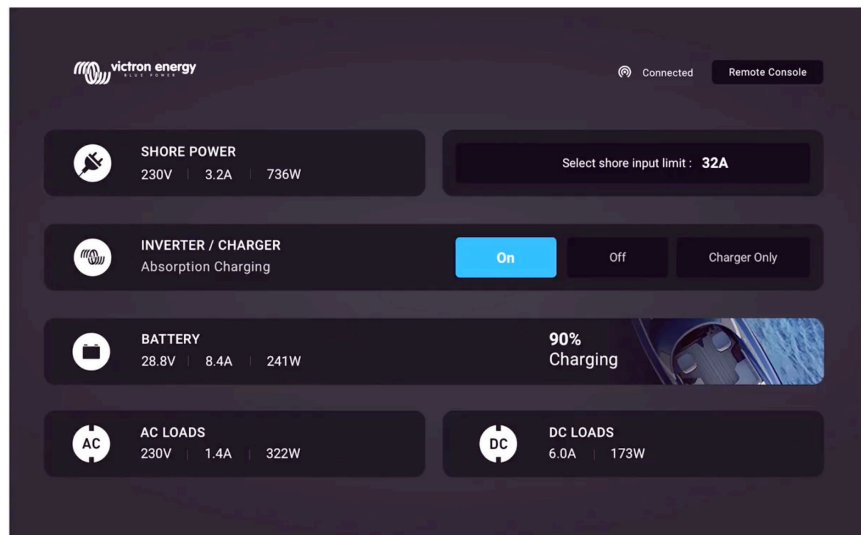 victron energy
BLUE POWER
Connected
Remote Console
SHORE POWER
230V | 3.2A | 736W
Select shore input limit : 32A
INVERTER / CHARGER
Absorption Charging
On
Off
Charger Only
BATTERY
28.8V | 8.4A | 241W
90%
Charging
AC
AC LOADS
230V | 1.4A | 322W
DC
DC LOADS
6.0A | 173W